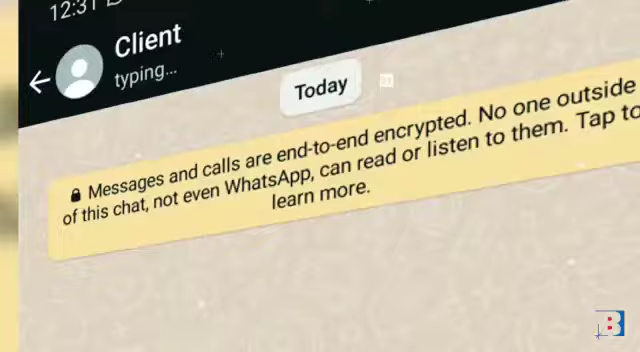 12:31
Client
typing...
Today
Messages and calls are end-to-end encrypted. No one outside
of this chat, not even WhatsApp, can read or listen to them. Tap to
learn more.
B